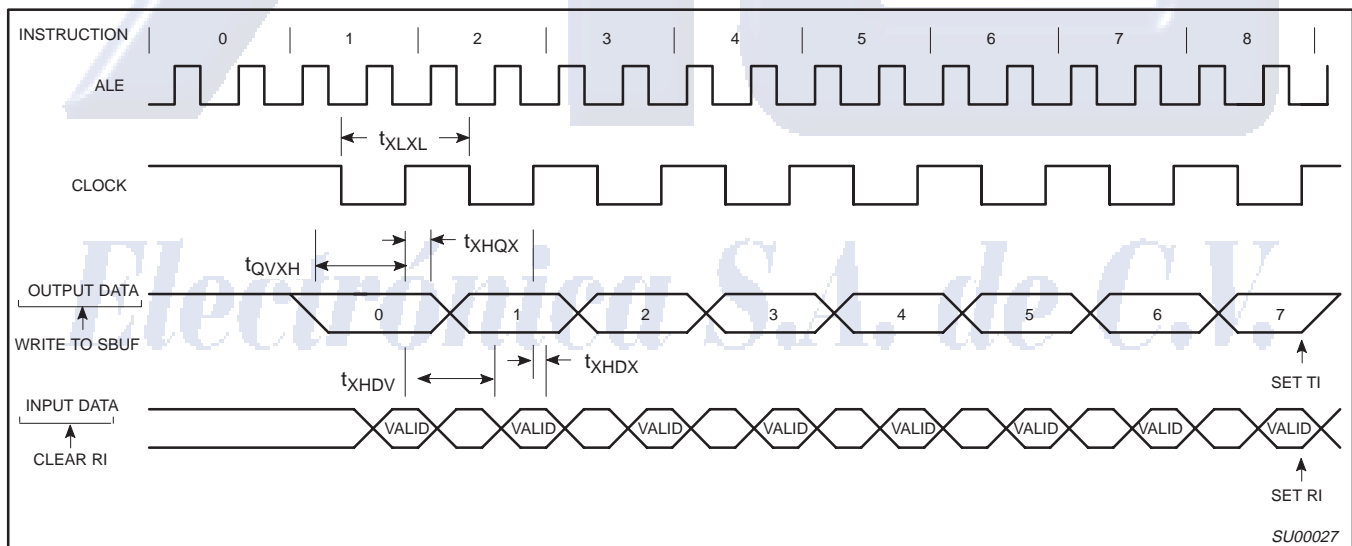 INSTRUCTION 0 1 2 3 4 5 6 7 8
ALE
tXLXL
CLOCK
tXHQX
tQVXH
OUTPUT DATA
0 1 2 3 4 5 6 7
WRITE TO SBUF
tXHDX
tXHDV
SET TI
INPUT DATA
VALID VALID VALID VALID VALID VALID VALID VALID
CLEAR RI
SET RI
SU00027
Electrónica S.A. de C.V.